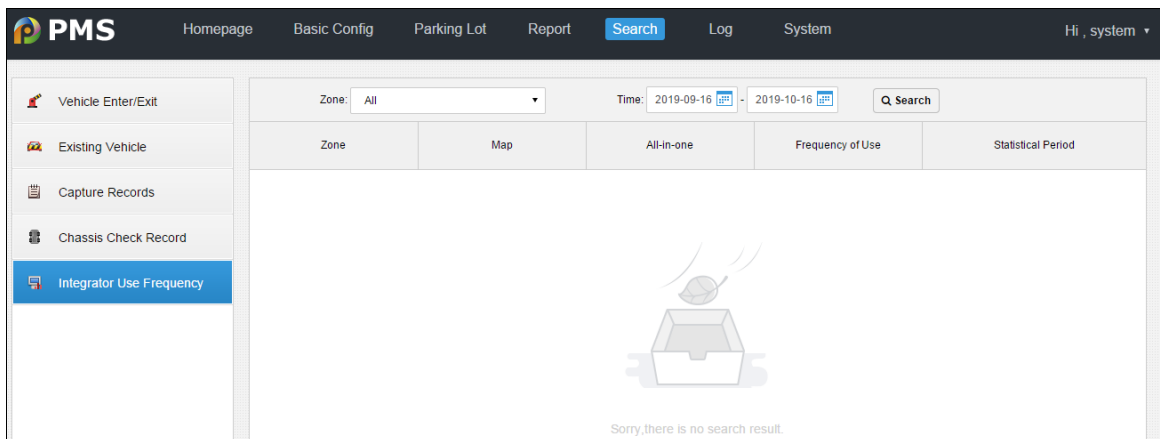 PMS Homepage Basic Config Parking Lot Report Search Log System Hi , system
Vehicle Enter/Exit
Existing Vehicle
Capture Records
Chassis Check Record
Integrator Use Frequency
Zone: All Time: 2019-09-16 - 2019-10-16 Search
Zone Map All-in-one Frequency of Use Statistical Period
Sorry,there is no search result.